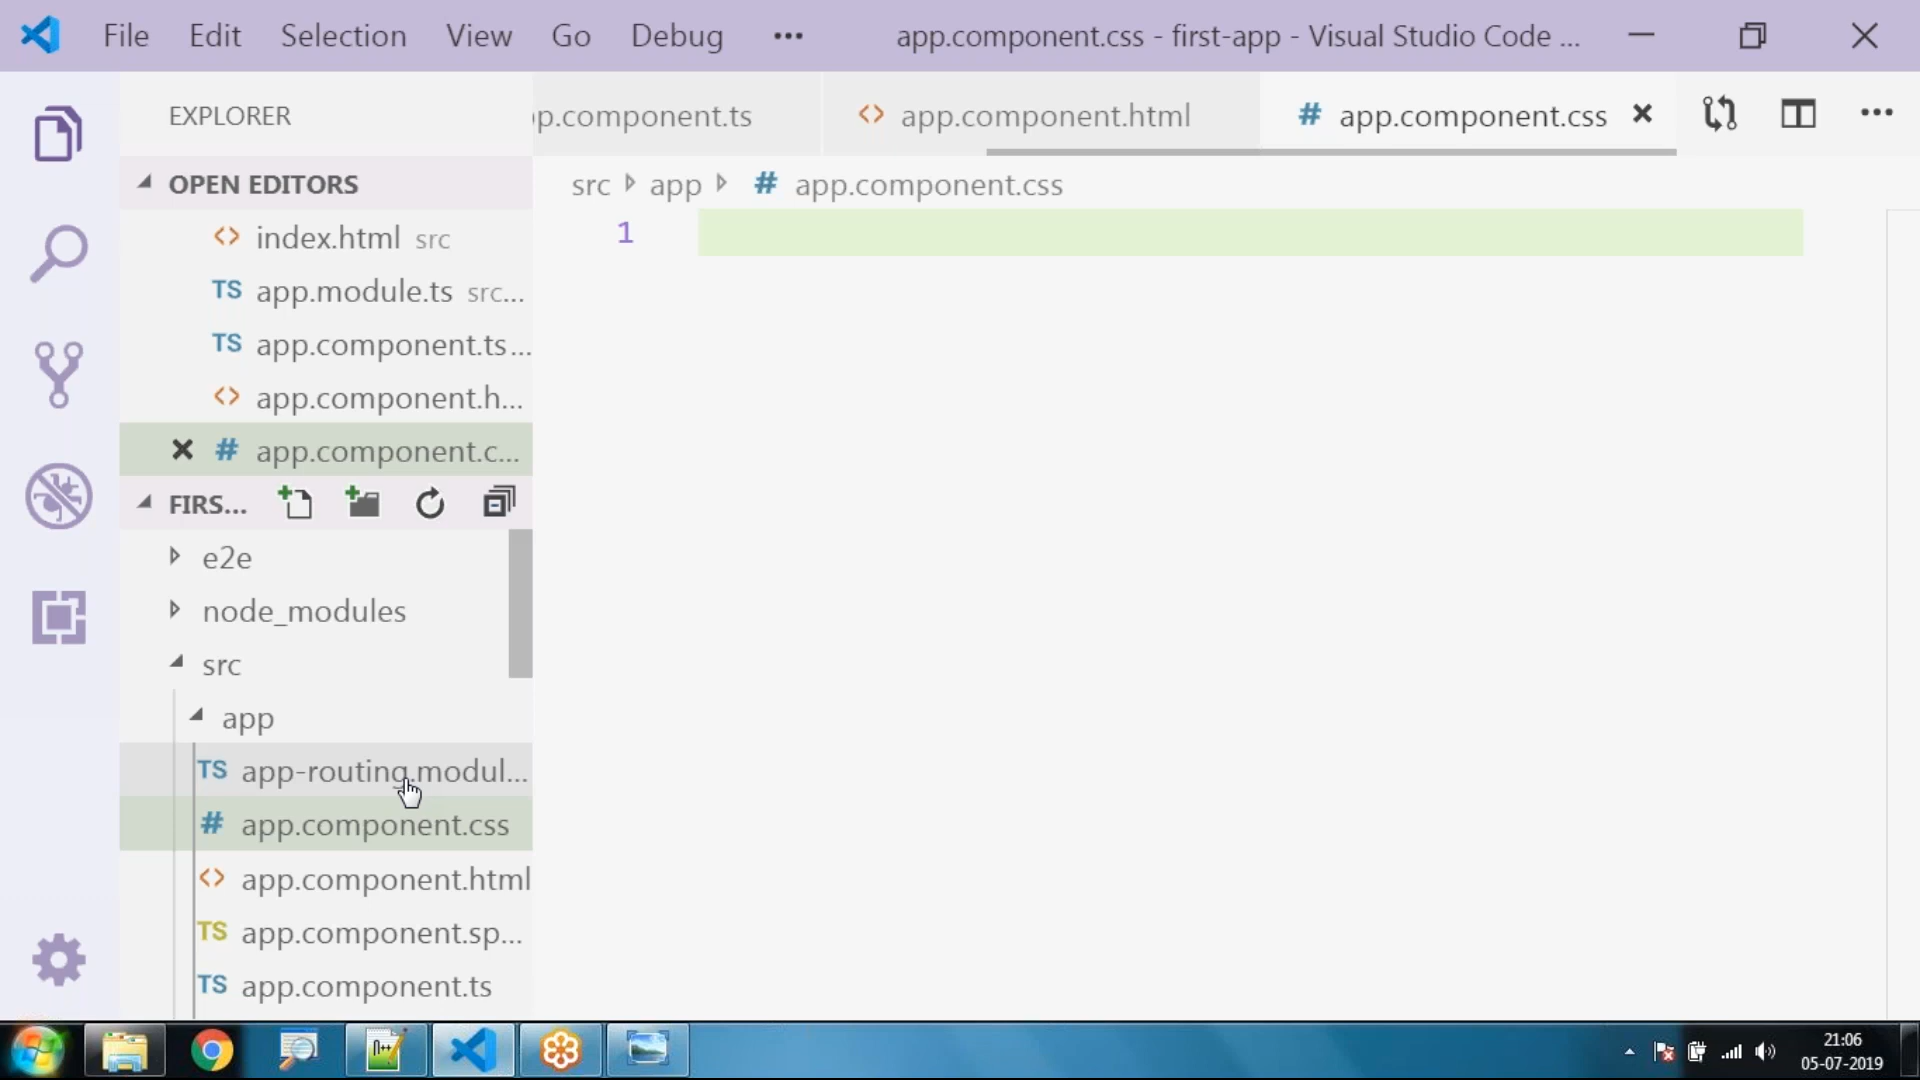 File Edit Selection View Go Debug ••• app.component.css - first-app - Visual Studio Code ...
EXPLORER
p.component.ts app.component.html # app.component.css
OPEN EDITORS
src app # app.component.css
index.html src
1
TS app.module.ts src...
TS app.component.ts...
app.component.h...
# app.component.c...
FIRS...
e2e
node_modules
src
app
TS app-routing.modul...
# app.component.css
app.component.html
TS app.component.sp...
TS app.component.ts
21:06
05-07-2019